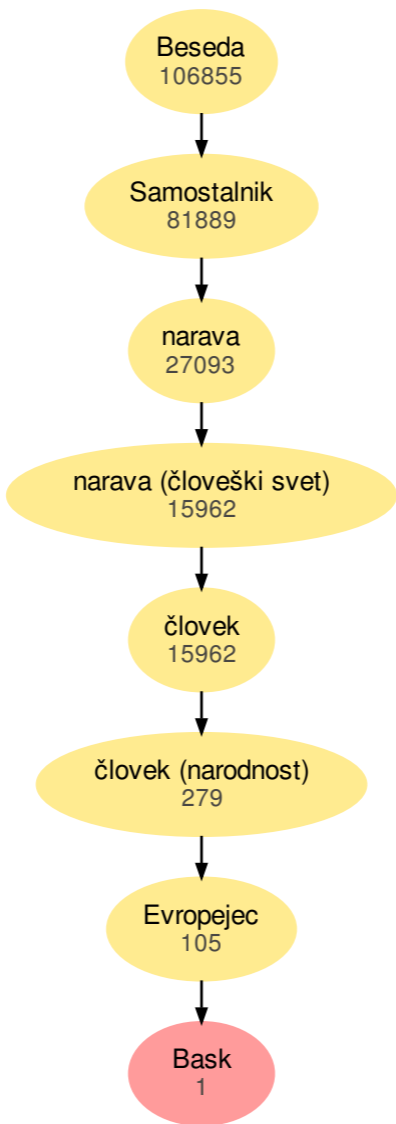 Beseda
106855
Samostalnik
81889
narava
27093
narava (človeški svet)
15962
človek
15962
človek (narodnost)
279
Evropejec
105
Bask
1